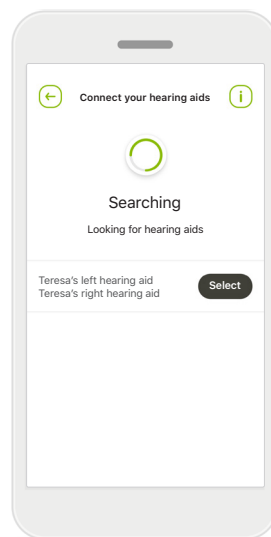 Connect your hearing aids
i
Searching
Looking for hearing aids
Teresa’s left hearing aid
Teresa’s right hearing aid
Select